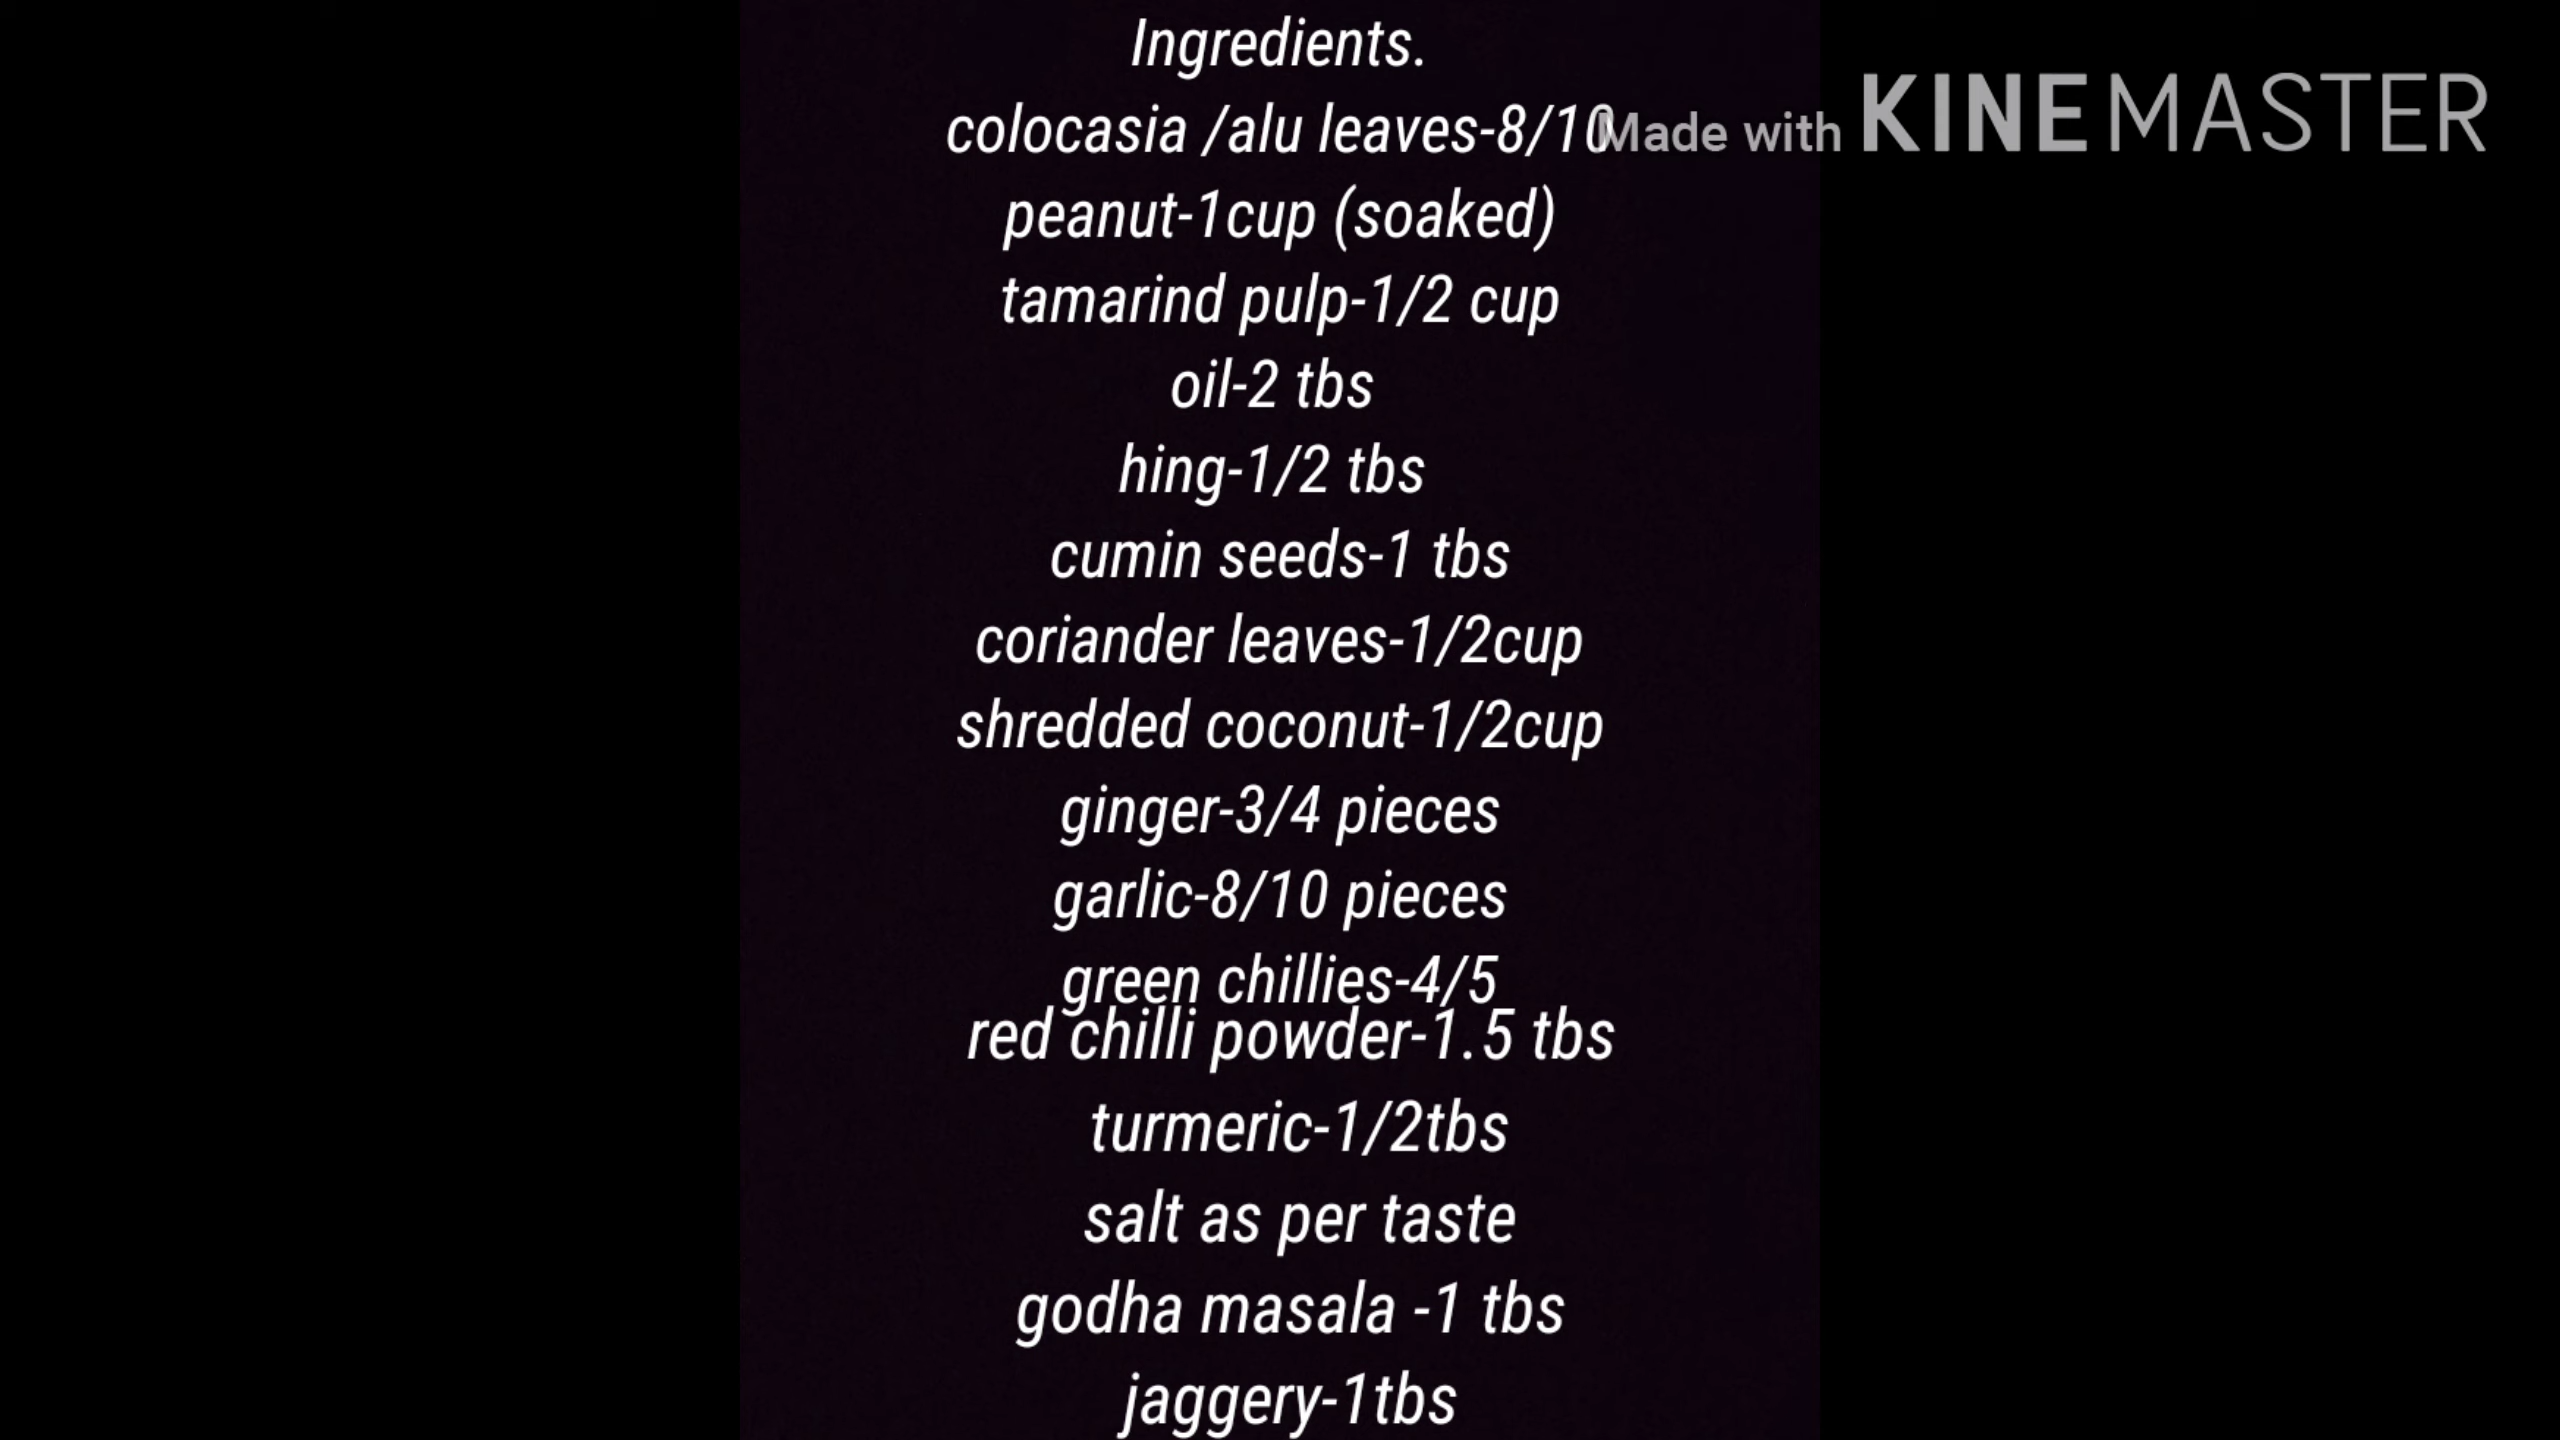 Ingredients.
colocasia /alu leaves-8/10
Made with KINEMASTER
peanut-1cup (soaked)
tamarind pulp-1/2 cup
oil-2 tbs
hing-1/2 tbs
cumin seeds-1 tbs
coriander leaves-1/2cup
shredded coconut-1/2cup
ginger-3/4 pieces
garlic-8/10 pieces
green chillies-4/5
red chilli powder-1.5 tbs
turmeric-1/2tbs
salt as per taste
godha masala -1 tbs
jaggery-1tbs